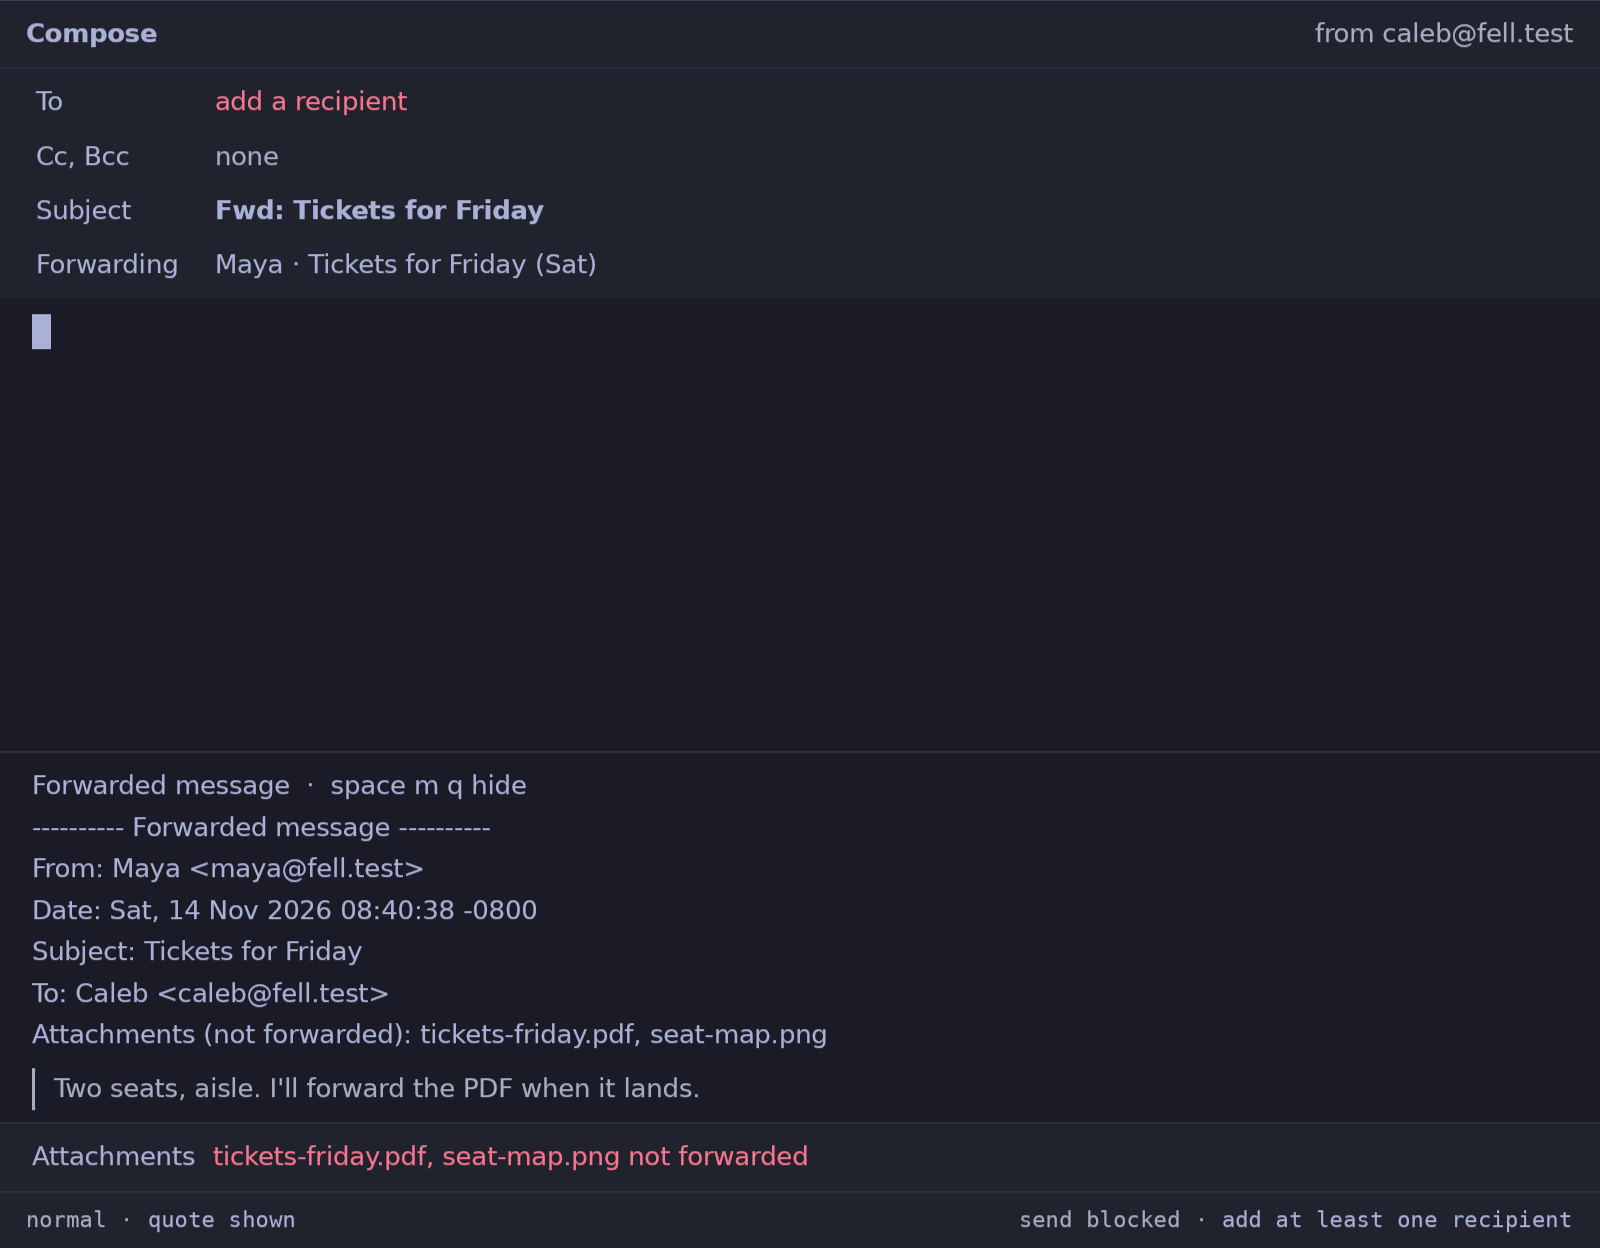 Compose from caleb@fell.test
To add a recipient
Cc, Bcc none
Subject Fwd: Tickets for Friday
Forwarding Maya · Tickets for Friday (Sat)
Forwarded message · space m q hide
---------- Forwarded message ----------
From: Maya <maya@fell.test>
Date: Sat, 14 Nov 2026 08:40:38 -0800
Subject: Tickets for Friday
To: Caleb <caleb@fell.test>
Attachments (not forwarded): tickets-friday.pdf, seat-map.png
Two seats, aisle. I'll forward the PDF when it lands.
Attachments tickets-friday.pdf, seat-map.png not forwarded
normal · quote shown send blocked · add at least one recipient